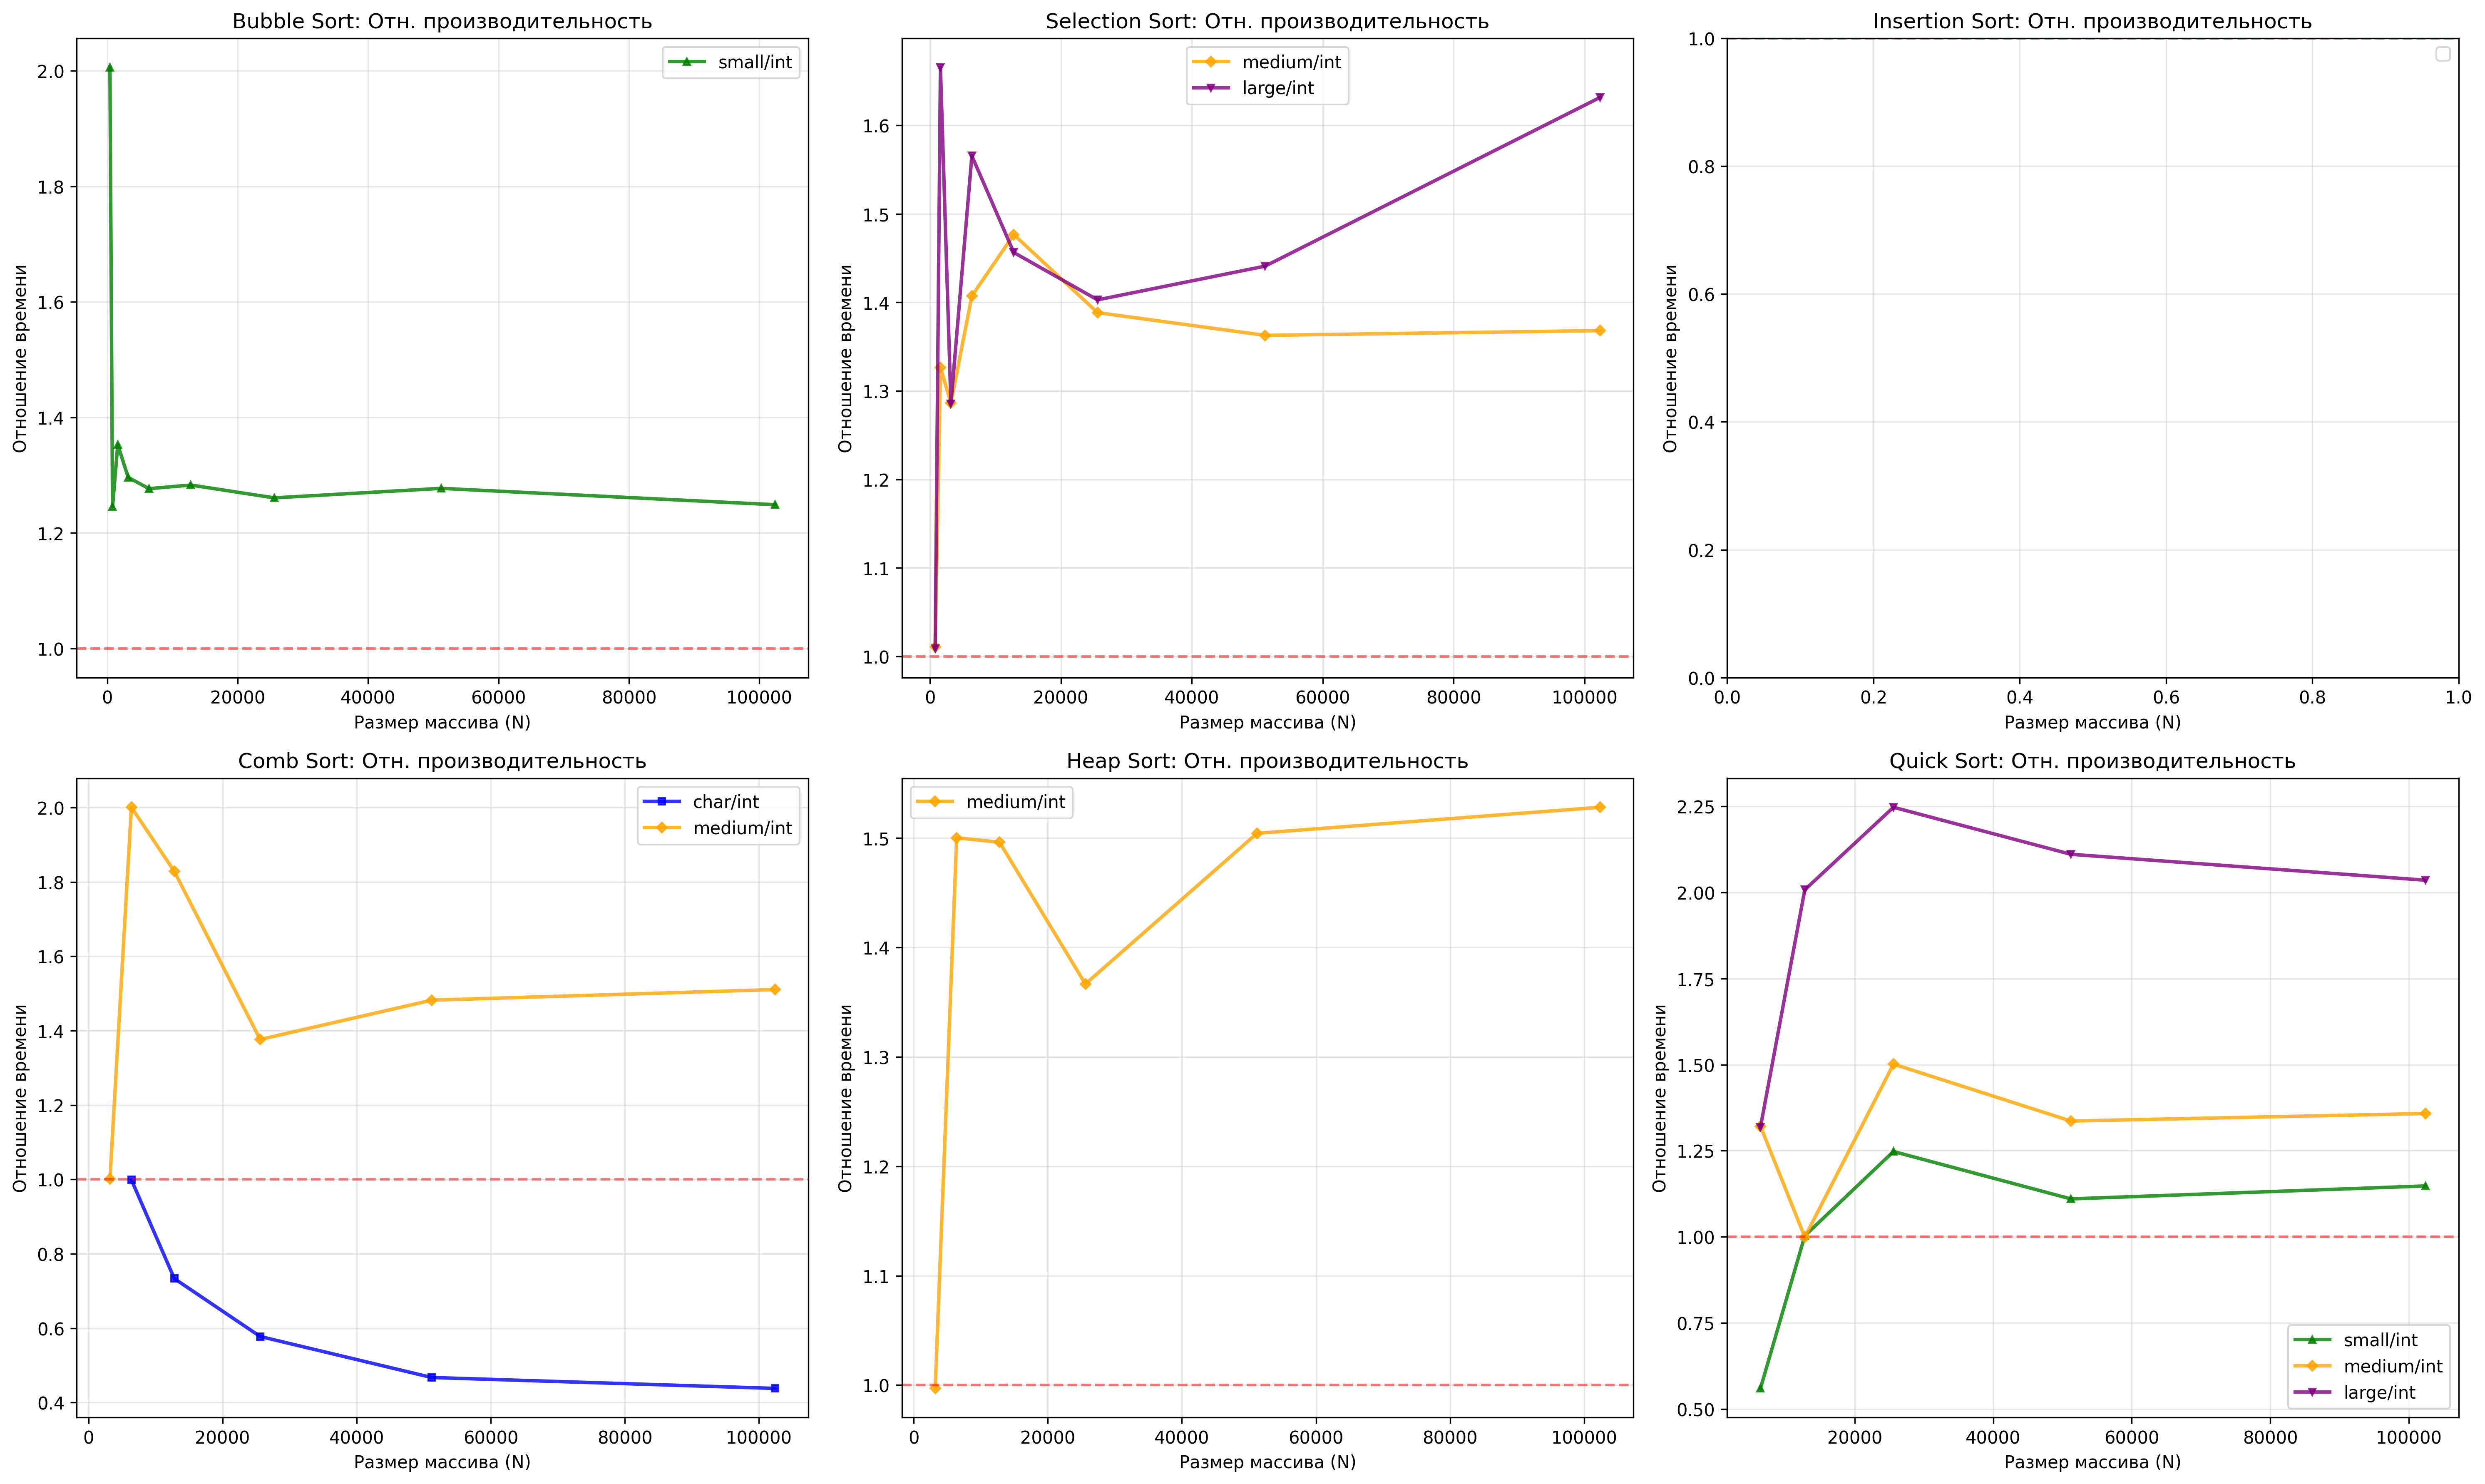 Bubble Sort: Отн. производительность
small/int
2.0
1.8
1.6
1.4
1.2
1.0
Отношение времени
0 20000 40000 60000 80000 100000
Размер массива (N)
Selection Sort: Отн. производительность
medium/int
large/int
1.6
1.5
1.4
1.3
1.2
1.1
1.0
Отношение времени
0 20000 40000 60000 80000 100000
Размер массива (N)
Insertion Sort: Отн. производительность
1.0
0.8
0.6
0.4
0.2
0.0
Отношение времени
0.0 0.2 0.4 0.6 0.8 1.0
Размер массива (N)
Comb Sort: Отн. производительность
char/int
medium/int
2.0
1.8
1.6
1.4
1.2
1.0
0.8
0.6
0.4
Отношение времени
0 20000 40000 60000 80000 100000
Размер массива (N)
Heap Sort: Отн. производительность
medium/int
1.5
1.4
1.3
1.2
1.1
1.0
Отношение времени
0 20000 40000 60000 80000 100000
Размер массива (N)
Quick Sort: Отн. производительность
2.25
2.00
1.75
1.50
1.25
1.00
0.75
0.50
Отношение времени
small/int
medium/int
large/int
20000 40000 60000 80000 100000
Размер массива (N)